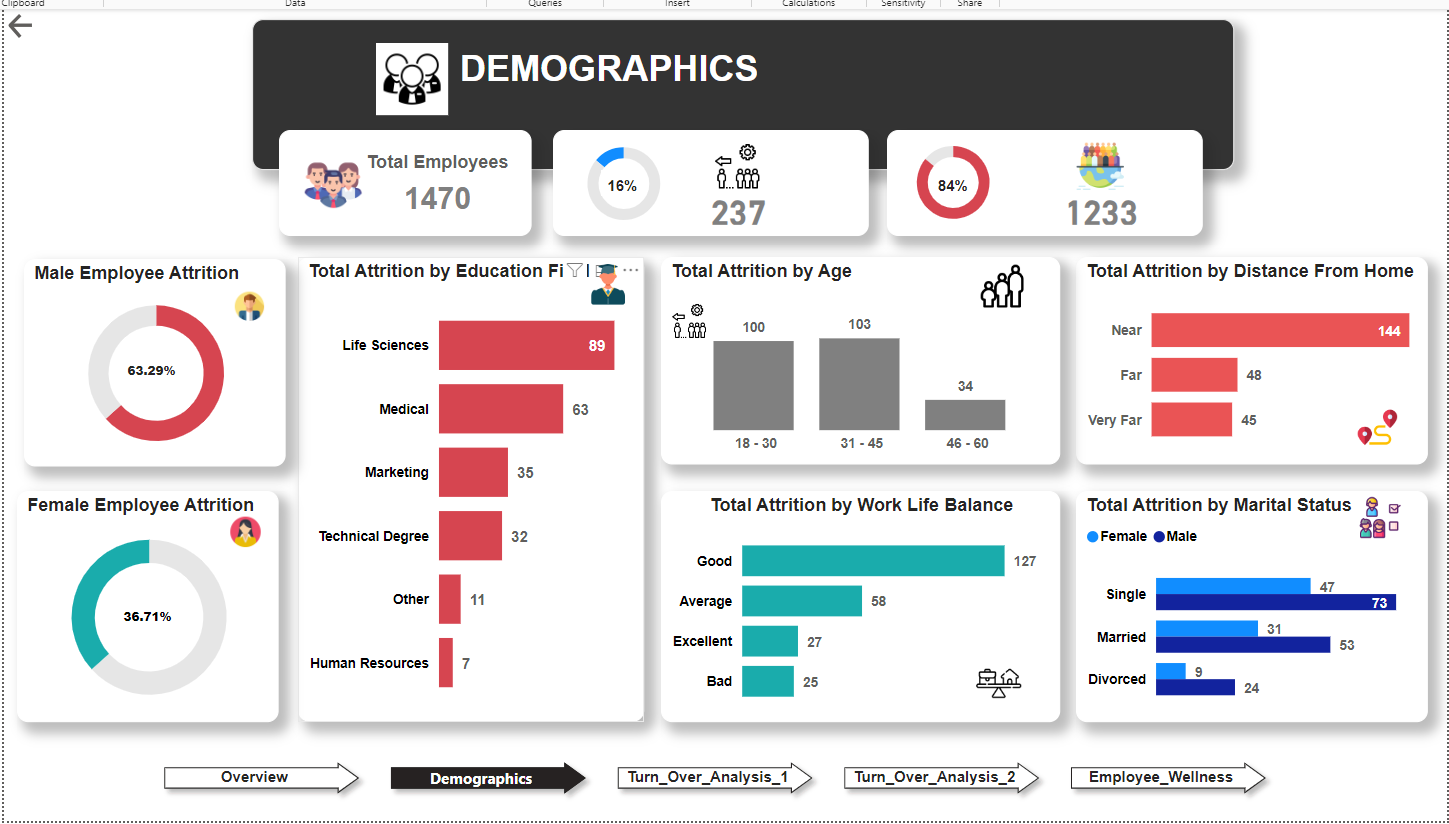 Clipboard Data Queries Insert Calculations Sensitivity Share
DEMOGRAPHICS
Total Employees
1470
16%
237
84%
1233
Male Employee Attrition
63.29%
Female Employee Attrition
36.71%
Total Attrition by Education Fi
Life Sciences 89
Medical 63
Marketing 35
Technical Degree 32
Other 11
Human Resources 7
Total Attrition by Age
100 103 34
18 - 30 31 - 45 46 - 60
Total Attrition by Distance From Home
Near 144
Far 48
Very Far 45
Total Attrition by Work Life Balance
Good 127
Average 58
Excellent 27
Bad 25
Total Attrition by Marital Status
Female Male
Single 47
73
Married 31
53
Divorced 9
24
Overview Demographics Turn_Over_Analysis_1 Turn_Over_Analysis_2 Employee_Wellness